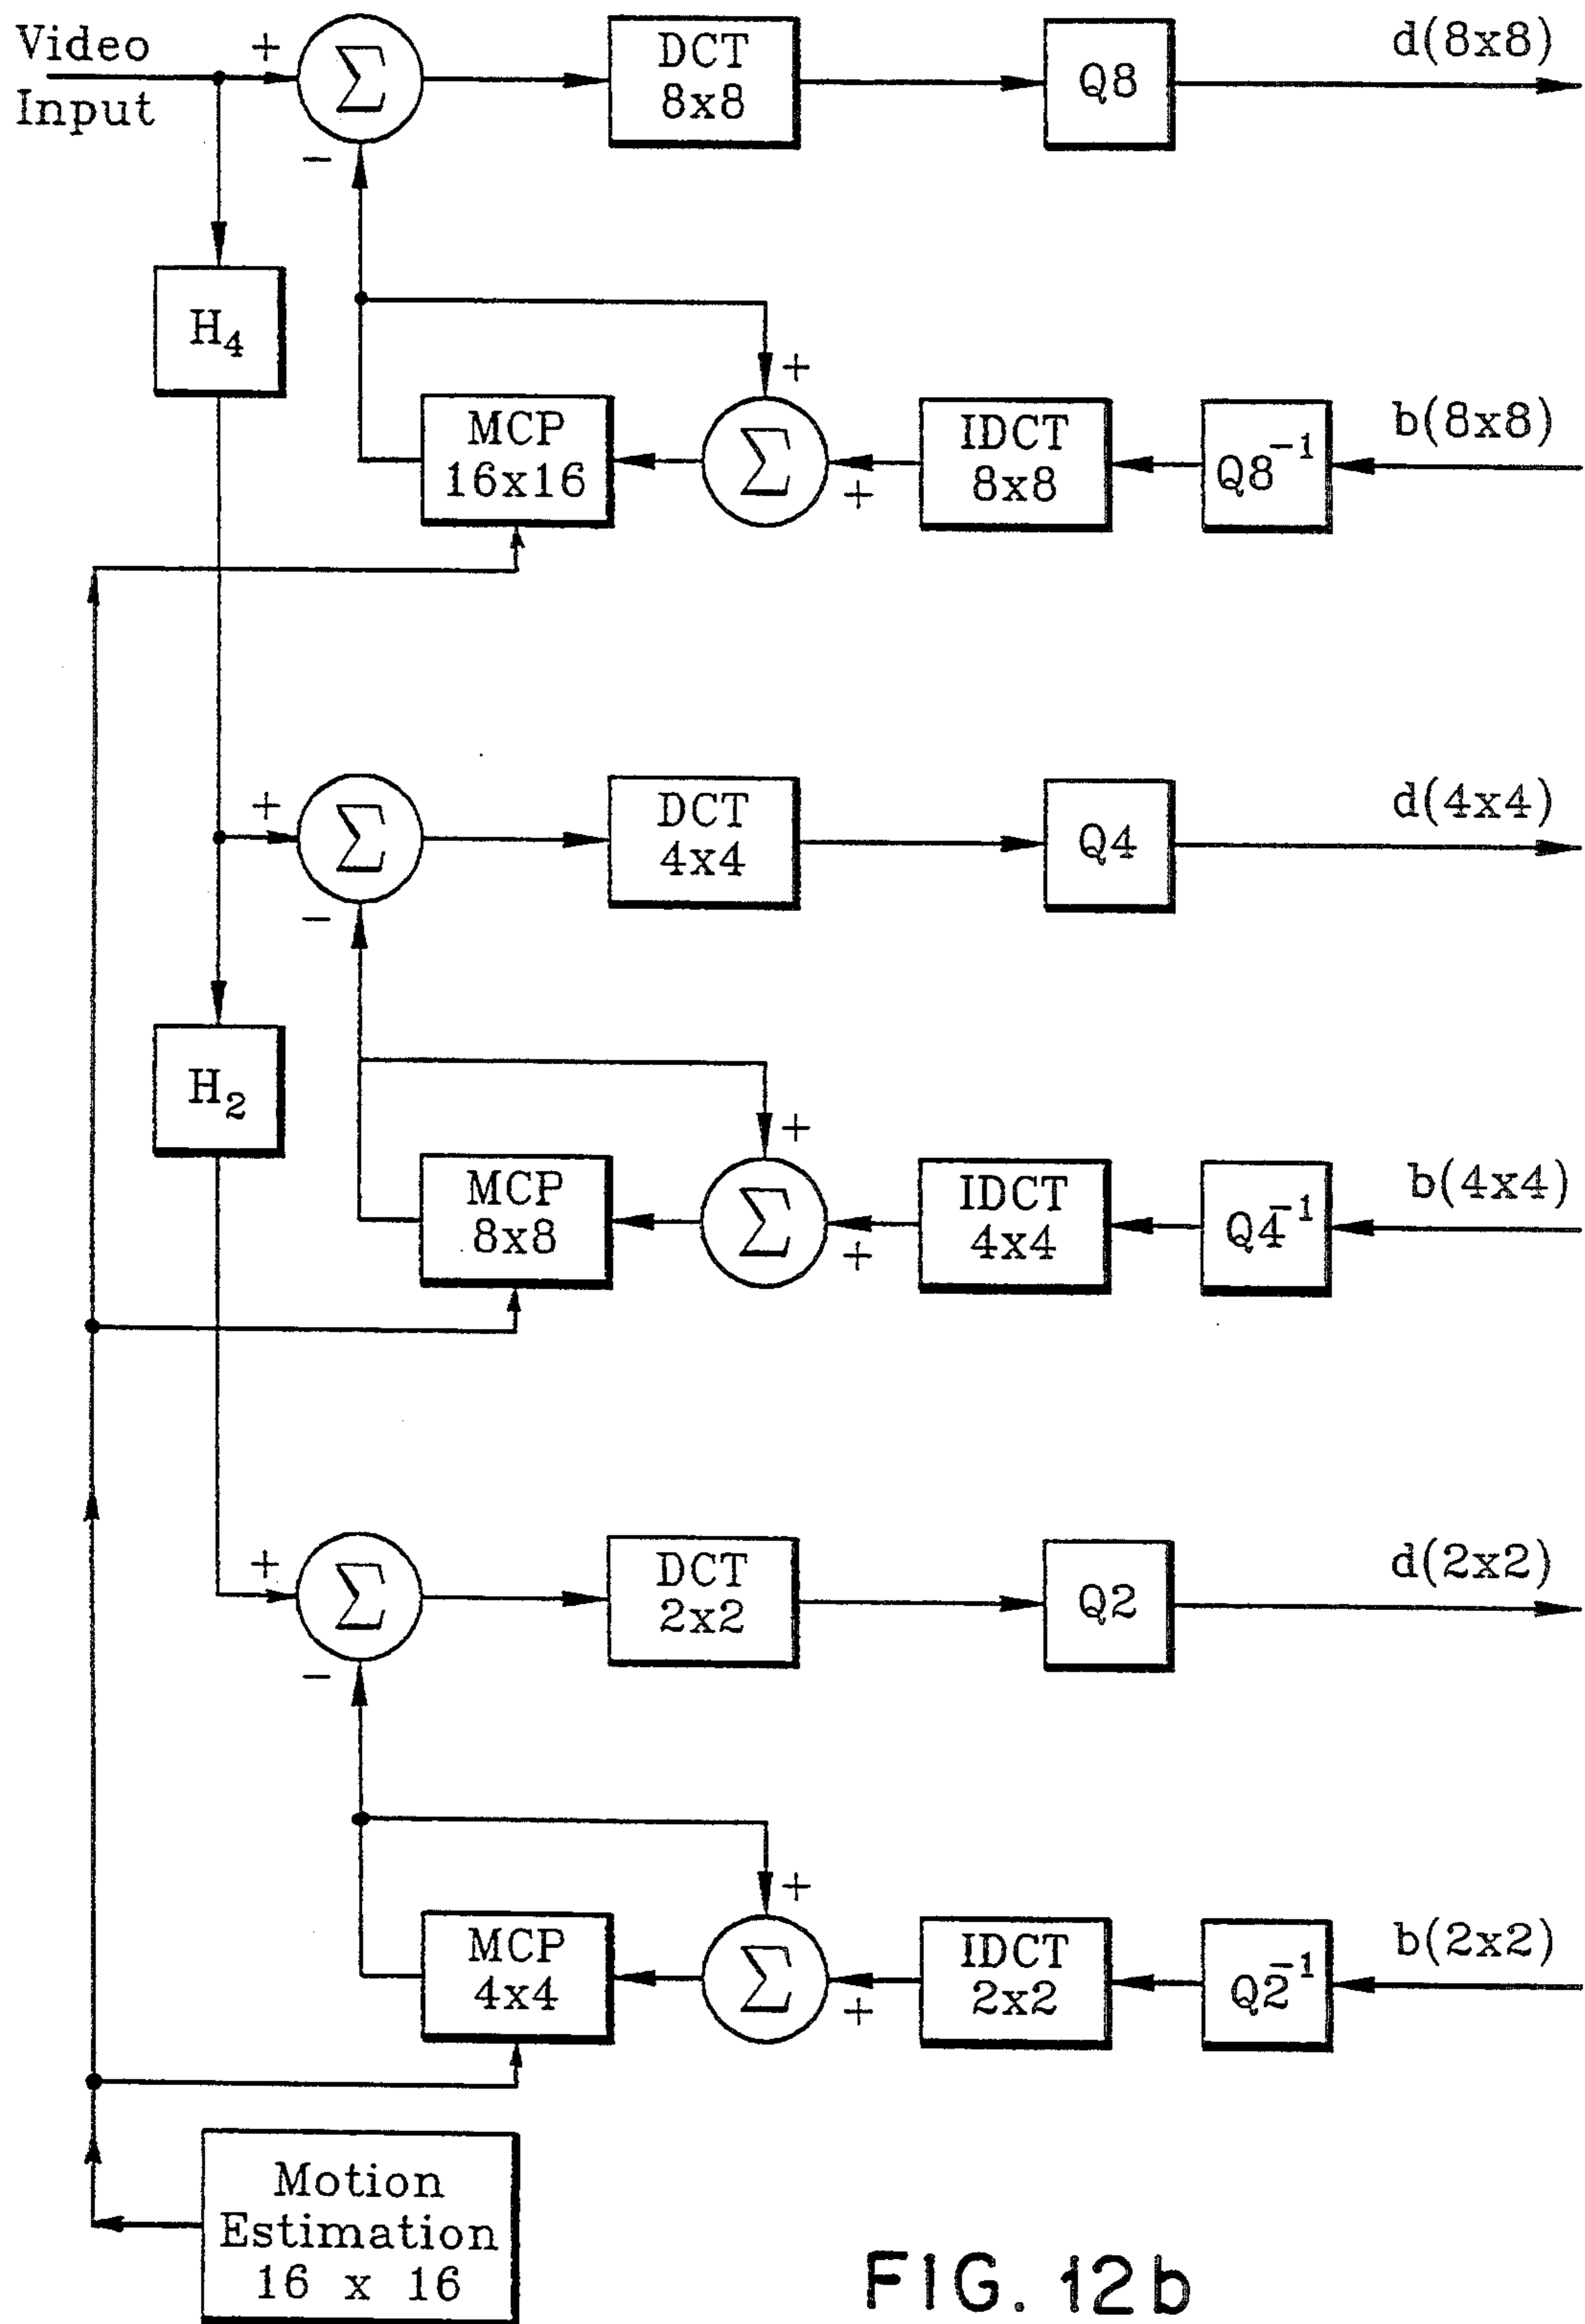 Video
Input
+
−
Σ
DCT
8x8
Q8
d(8x8)
H4
MCP
16x16
+
Σ
+
IDCT
8x8
Q8⁻¹
b(8x8)
+
−
Σ
DCT
4x4
Q4
d(4x4)
H2
MCP
8x8
+
Σ
+
IDCT
4x4
Q4⁻¹
b(4x4)
+
−
Σ
DCT
2x2
Q2
d(2x2)
MCP
4x4
+
Σ
+
IDCT
2x2
Q2⁻¹
b(2x2)
Motion
Estimation
16 x 16
FIG. 12b